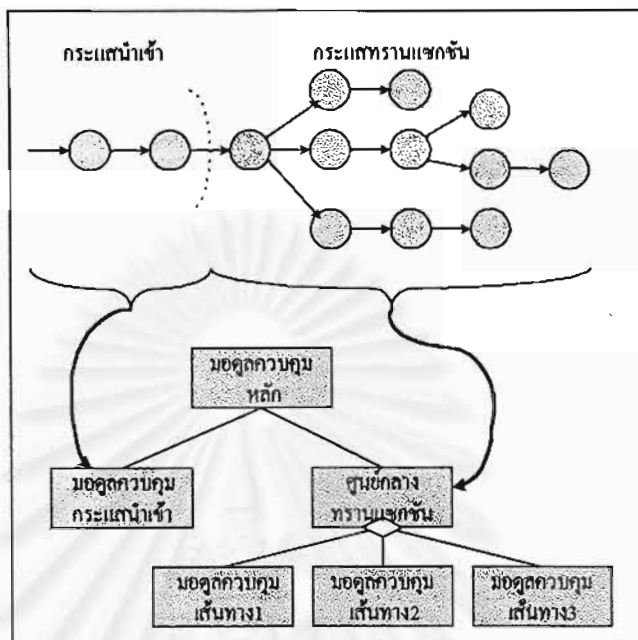 กระแสนำเข้า
กระแสทรานแซกชัน
มอดูลควบคุม
หลัก
มอดูลควบคุม
กระแสนำเข้า
ศูนย์กลาง
ทรานแซกชัน
มอดูลควบคุม
เส้นทาง1
มอดูลควบคุม
เส้นทาง2
มอดูลควบคุม
เส้นทาง3